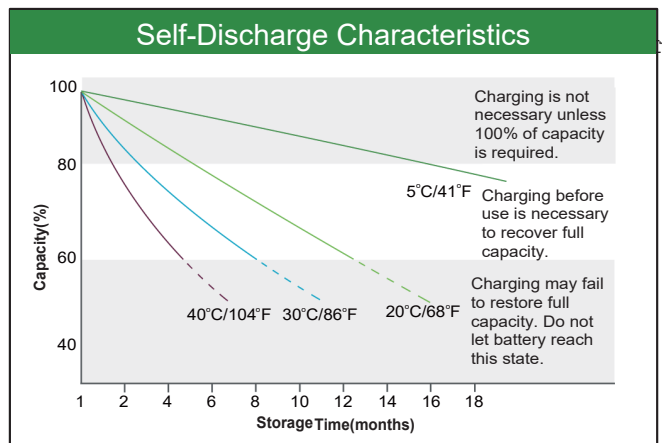 Self-Discharge Characteristics
100
80
60
40
Capacity(%)
Charging is not
necessary unless
100% of capacity
is required.
5°C/41°F
Charging before
use is necessary
to recover full
capacity.
Charging may fail
to restore full
capacity. Do not
let battery reach
this state.
40°C/104°F
30°C/86°F
20°C/68°F
1 2 4 6 8 10 12 14 16 18
Storage Time(months)